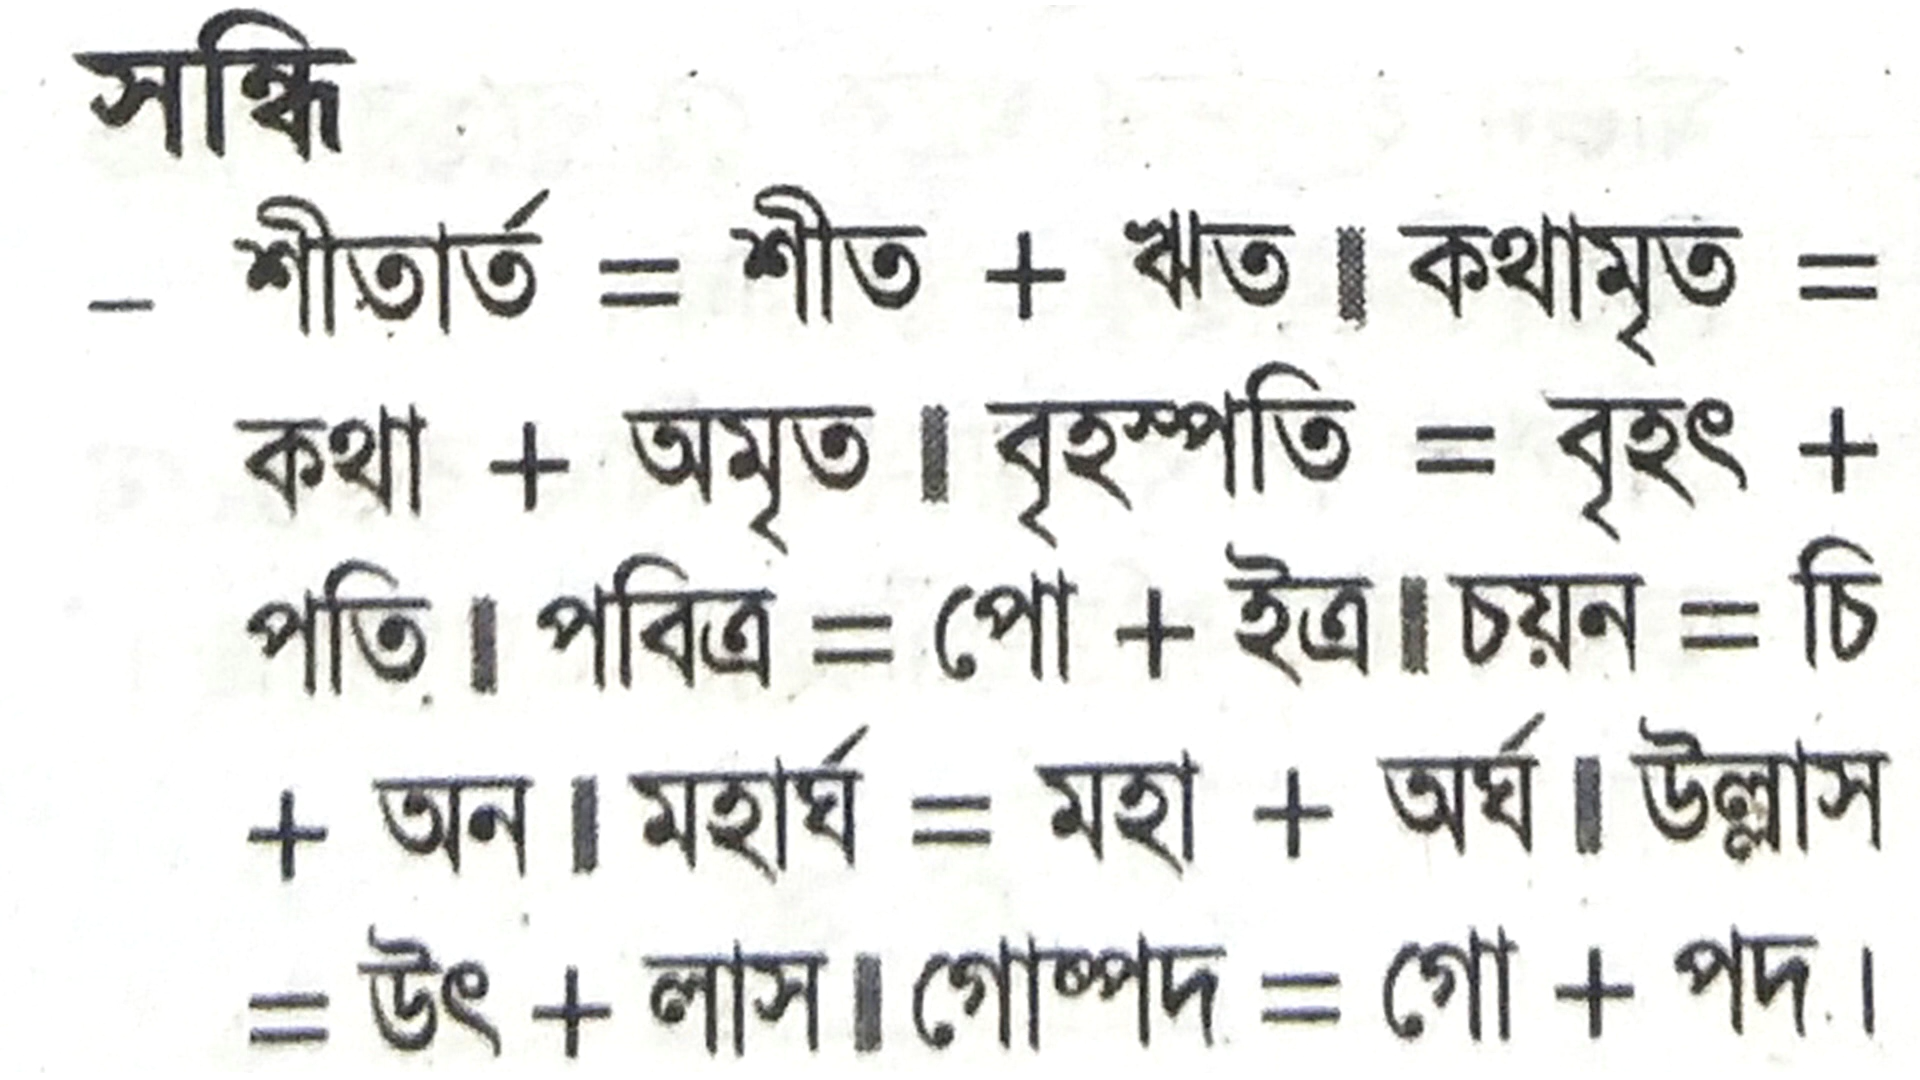 সন্ধি
– শীতার্ত = শীত + ঋত ❚ কথামৃত =
কথা + অমৃত ❚ বৃহস্পতি = বৃহৎ +
পতি ❚ পবিত্র = পো + ইত্র ❚ চয়ন = চি
+ অন ❚ মহার্ঘ = মহা + অর্ঘ ❚ উল্লাস
= উৎ + লাস ❚ গোষ্পদ = গো + পদ ।